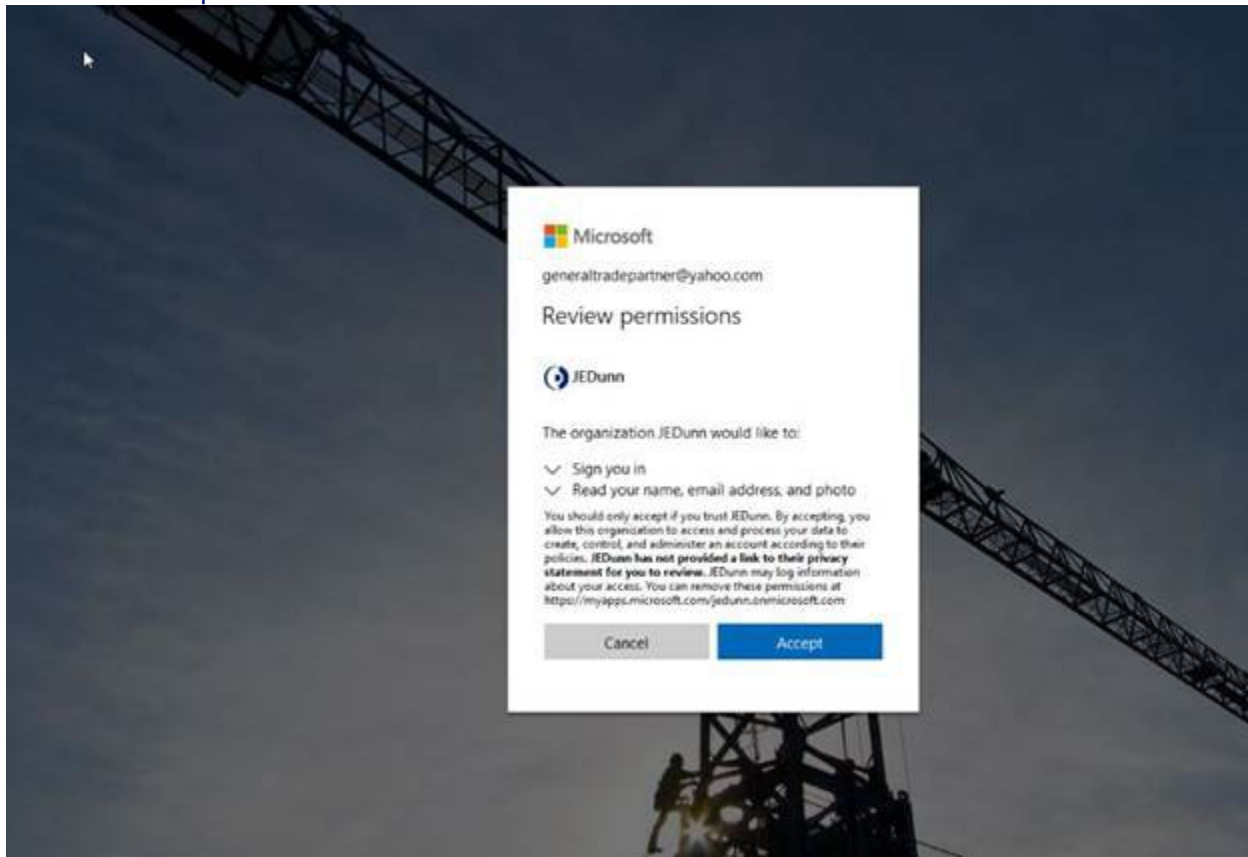 Microsoft
generaltradepartner@yahoo.com
Review permissions
JEDunn
The organization JEDunn would like to:
Sign you in
Read your name, email address, and photo
You should only accept if you trust JEDunn. By accepting, you
allow this organization to access and process your data to
create, control, and administer an account according to their
policies. JEDunn has not provided a link to their privacy
statement for you to review. JEDunn may log information
about your access. You can remove these permissions at
https://myapps.microsoft.com/jedunn.onmicrosoft.com
Cancel
Accept